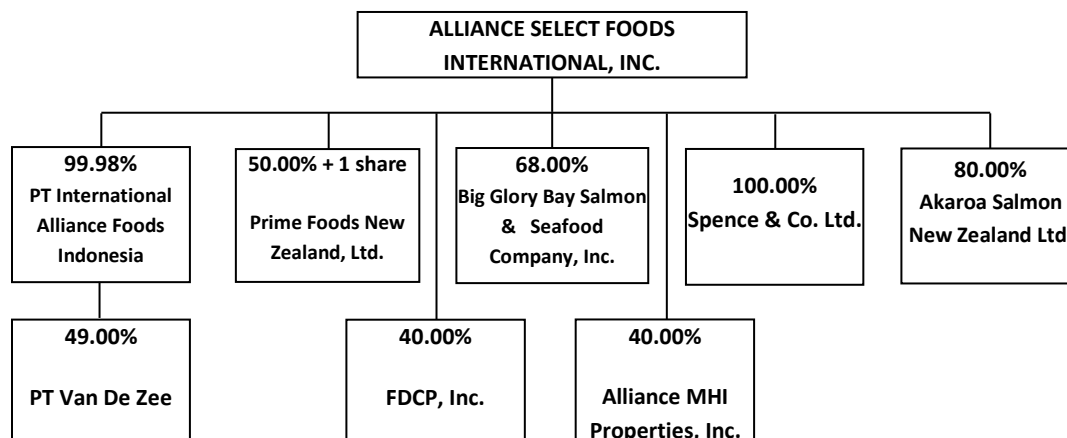 ALLIANCE SELECT FOODS
INTERNATIONAL, INC.
99.98%
PT International
Alliance Foods
Indonesia
50.00% + 1 share
Prime Foods New
Zealand, Ltd.
68.00%
Big Glory Bay Salmon
& Seafood
Company, Inc.
100.00%
Spence & Co. Ltd.
80.00%
Akaroa Salmon
New Zealand Ltd
49.00%
PT Van De Zee
40.00%
FDCP, Inc.
40.00%
Alliance MHI
Properties, Inc.